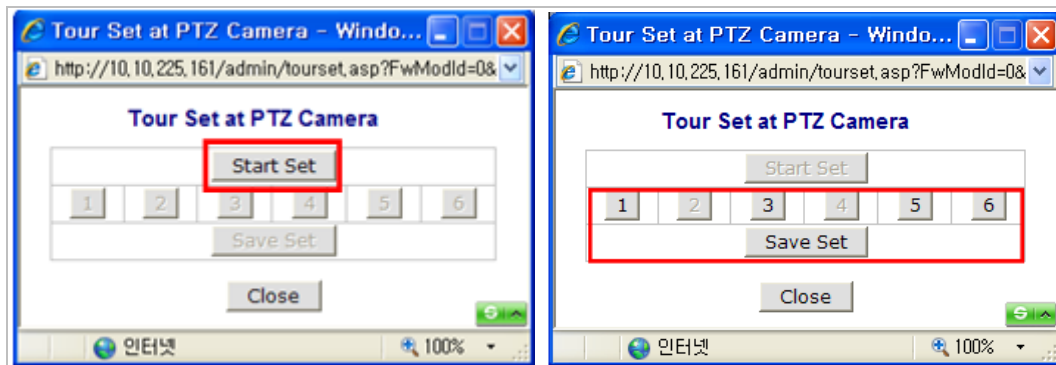 Tour Set at PTZ Camera - Windo...
http://10,10,225,161/admin/tourset,asp?FwModId=0&
Tour Set at PTZ Camera
Start Set
1 2 3 4 5 6
Save Set
Close
인터넷 100%
Tour Set at PTZ Camera - Windo...
http://10,10,225,161/admin/tourset,asp?FwModId=0&
Tour Set at PTZ Camera
Start Set
1 2 3 4 5 6
Save Set
Close
인터넷 100%